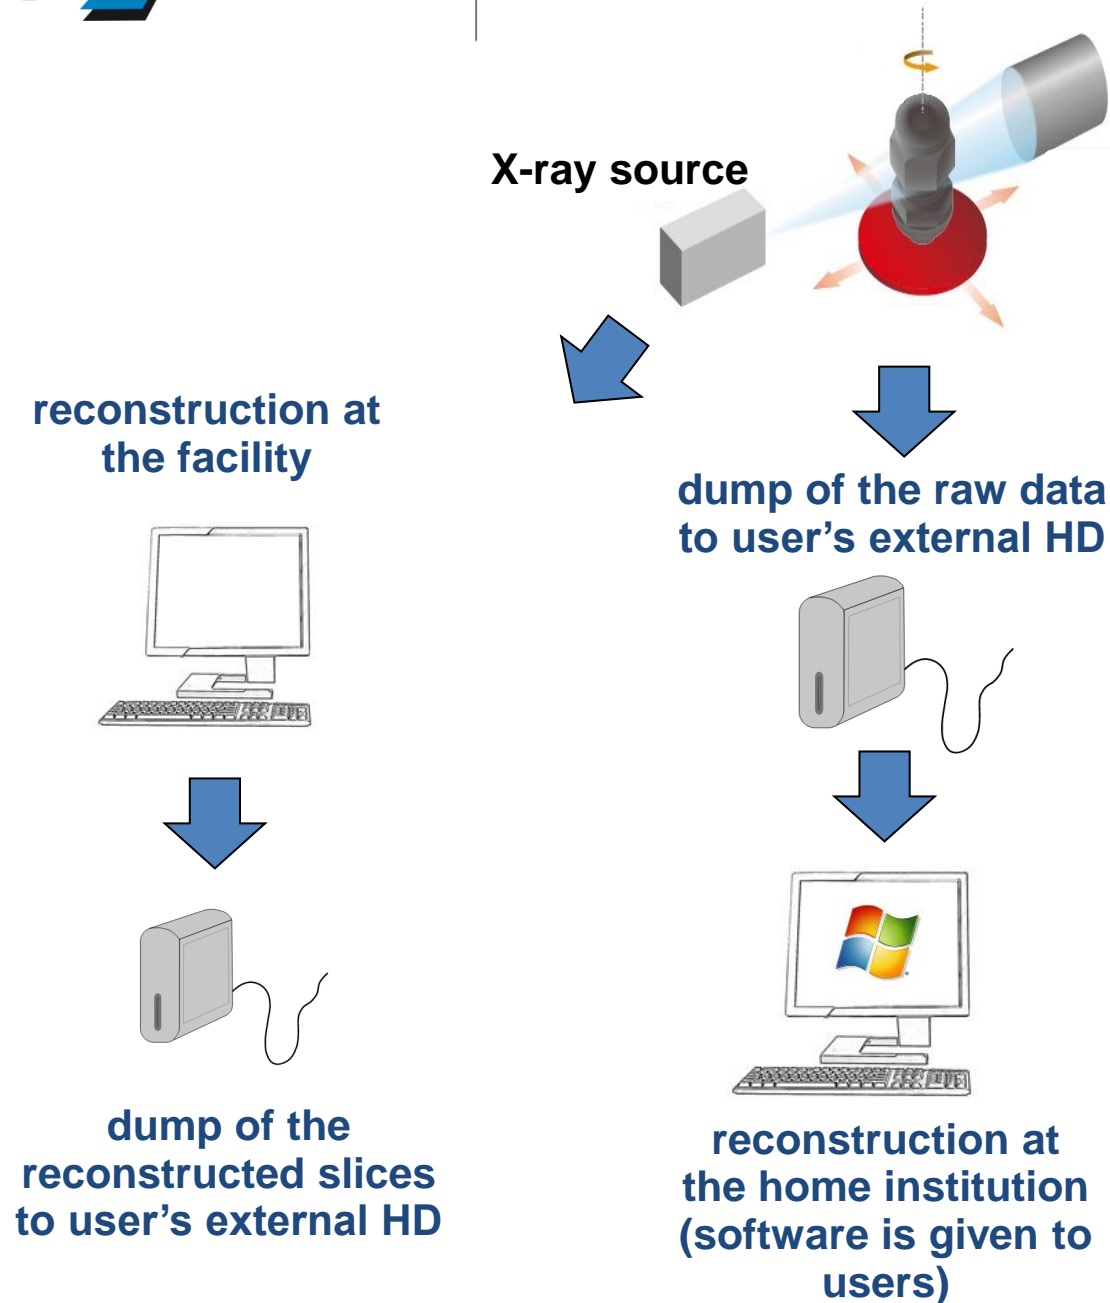 X-ray source
reconstruction at
the facility
dump of the raw data
to user’s external HD
dump of the
reconstructed slices
to user’s external HD
reconstruction at
the home institution
(software is given to
users)